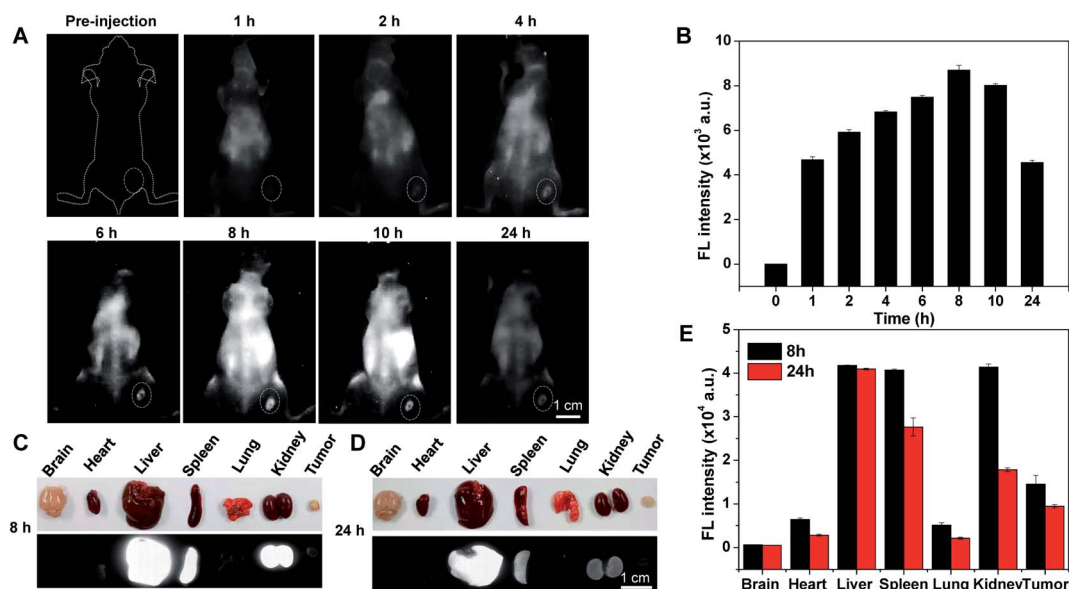 A
Pre-injection
1 h
2 h
4 h
6 h
8 h
10 h
24 h
1 cm
B
FL intensity (x10³ a.u.)
10
8
6
4
2
0
0 1 2 4 6 8 10 24
Time (h)
C
Brain Heart Liver Spleen Lung Kidney Tumor
8 h
D
Brain Heart Liver Spleen Lung Kidney Tumor
24 h
1 cm
E
8h
24h
FL intensity (x10⁴ a.u.)
5
4
3
2
1
0
Brain Heart Liver Spleen Lung Kidney Tumor